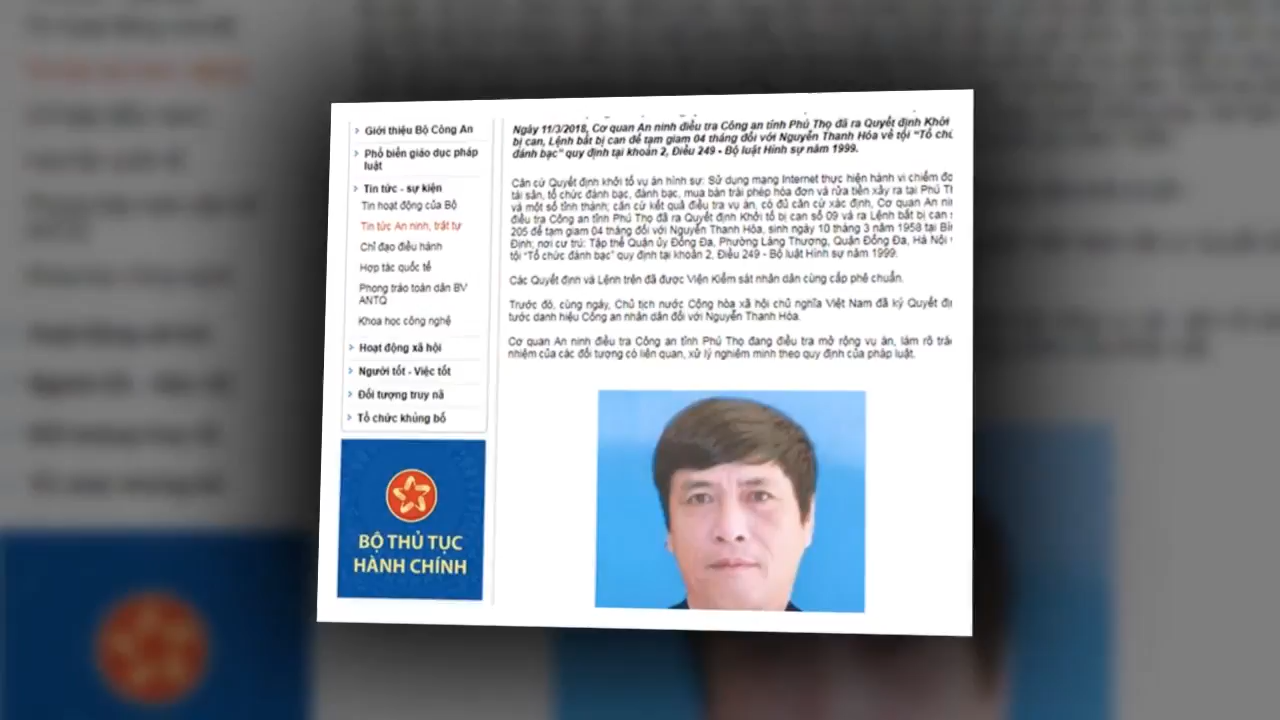 Giới thiệu Bộ Công An
Phổ biến giáo dục pháp
luật
Tin tức - sự kiện
Tin hoạt động của Bộ
Tin tức An ninh, trật tự
Chỉ đạo điều hành
Hợp tác quốc tế
Phong trào toàn dân BV
ANTQ
Khoa học công nghệ
Hoạt động xã hội
Người tốt - Việc tốt
Đối tượng truy nã
Tổ chức khủng bố
BỘ THỦ TỤC
HÀNH CHÍNH
Ngày 11/3/2018, Cơ quan An ninh điều tra Công an tỉnh Phú Thọ đã ra Quyết định Khởi
bị can, Lệnh bắt bị can để tạm giam 04 tháng đối với Nguyễn Thanh Hóa về tội "Tổ
đánh bạc" quy định tại khoản 2, Điều 249 - Bộ luật Hình sự năm 1999.
Căn cứ Quyết định khởi tố vụ án hình sự: Sử dụng mạng Internet thực hiện hành vi chiếm
tài sản, tổ chức đánh bạc, đánh bạc, mua bán trái phép hóa đơn và rửa tiền xảy ra tại Phú
và một số tỉnh thành; căn cứ kết quả điều tra vụ án, có đủ căn cứ xác định, Cơ quan An
điều tra Công an tỉnh Phú Thọ đã ra Quyết định Khởi tố bị can số 09 và ra Lệnh bắt bị can
205 để tạm giam 04 tháng đối với Nguyễn Thanh Hóa, sinh ngày 10 tháng 3 năm 1958 tại
Định; nơi cư trú: Tập thể Quận ủy Đống Đa, Phường Láng Thượng, Quận Đống Đa, Hà Nội
tội "Tổ chức đánh bạc" quy định tại khoản 2, Điều 249 - Bộ luật Hình sự năm 1999.
Các Quyết định và Lệnh trên đã được Viện Kiểm sát nhân dân cùng cấp phê chuẩn.
Trước đó, cùng ngày, Chủ tịch nước Cộng hòa xã hội chủ nghĩa Việt Nam đã ký Quyết
tước danh hiệu Công an nhân dân đối với Nguyễn Thanh Hóa.
Cơ quan An ninh điều tra Công an tỉnh Phú Thọ đang điều tra mở rộng vụ án, làm rõ
nhiệm của các đối tượng có liên quan, xử lý nghiêm minh theo quy định của pháp luật.